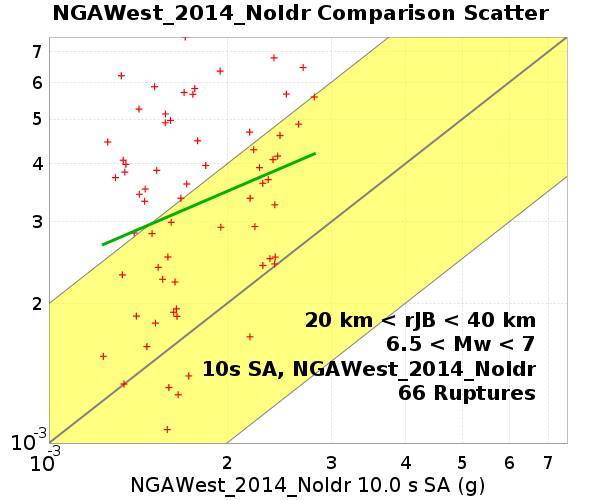 NGAWest_2014_NoIdr Comparison Scatter
7
6
5
4
3
2
10-3
20 km < rJB < 40 km
6.5 < Mw < 7
10s SA, NGAWest_2014_NoIdr
66 Ruptures
10-3 2 3 4 5 6 7
NGAWest_2014_NoIdr 10.0 s SA (g)